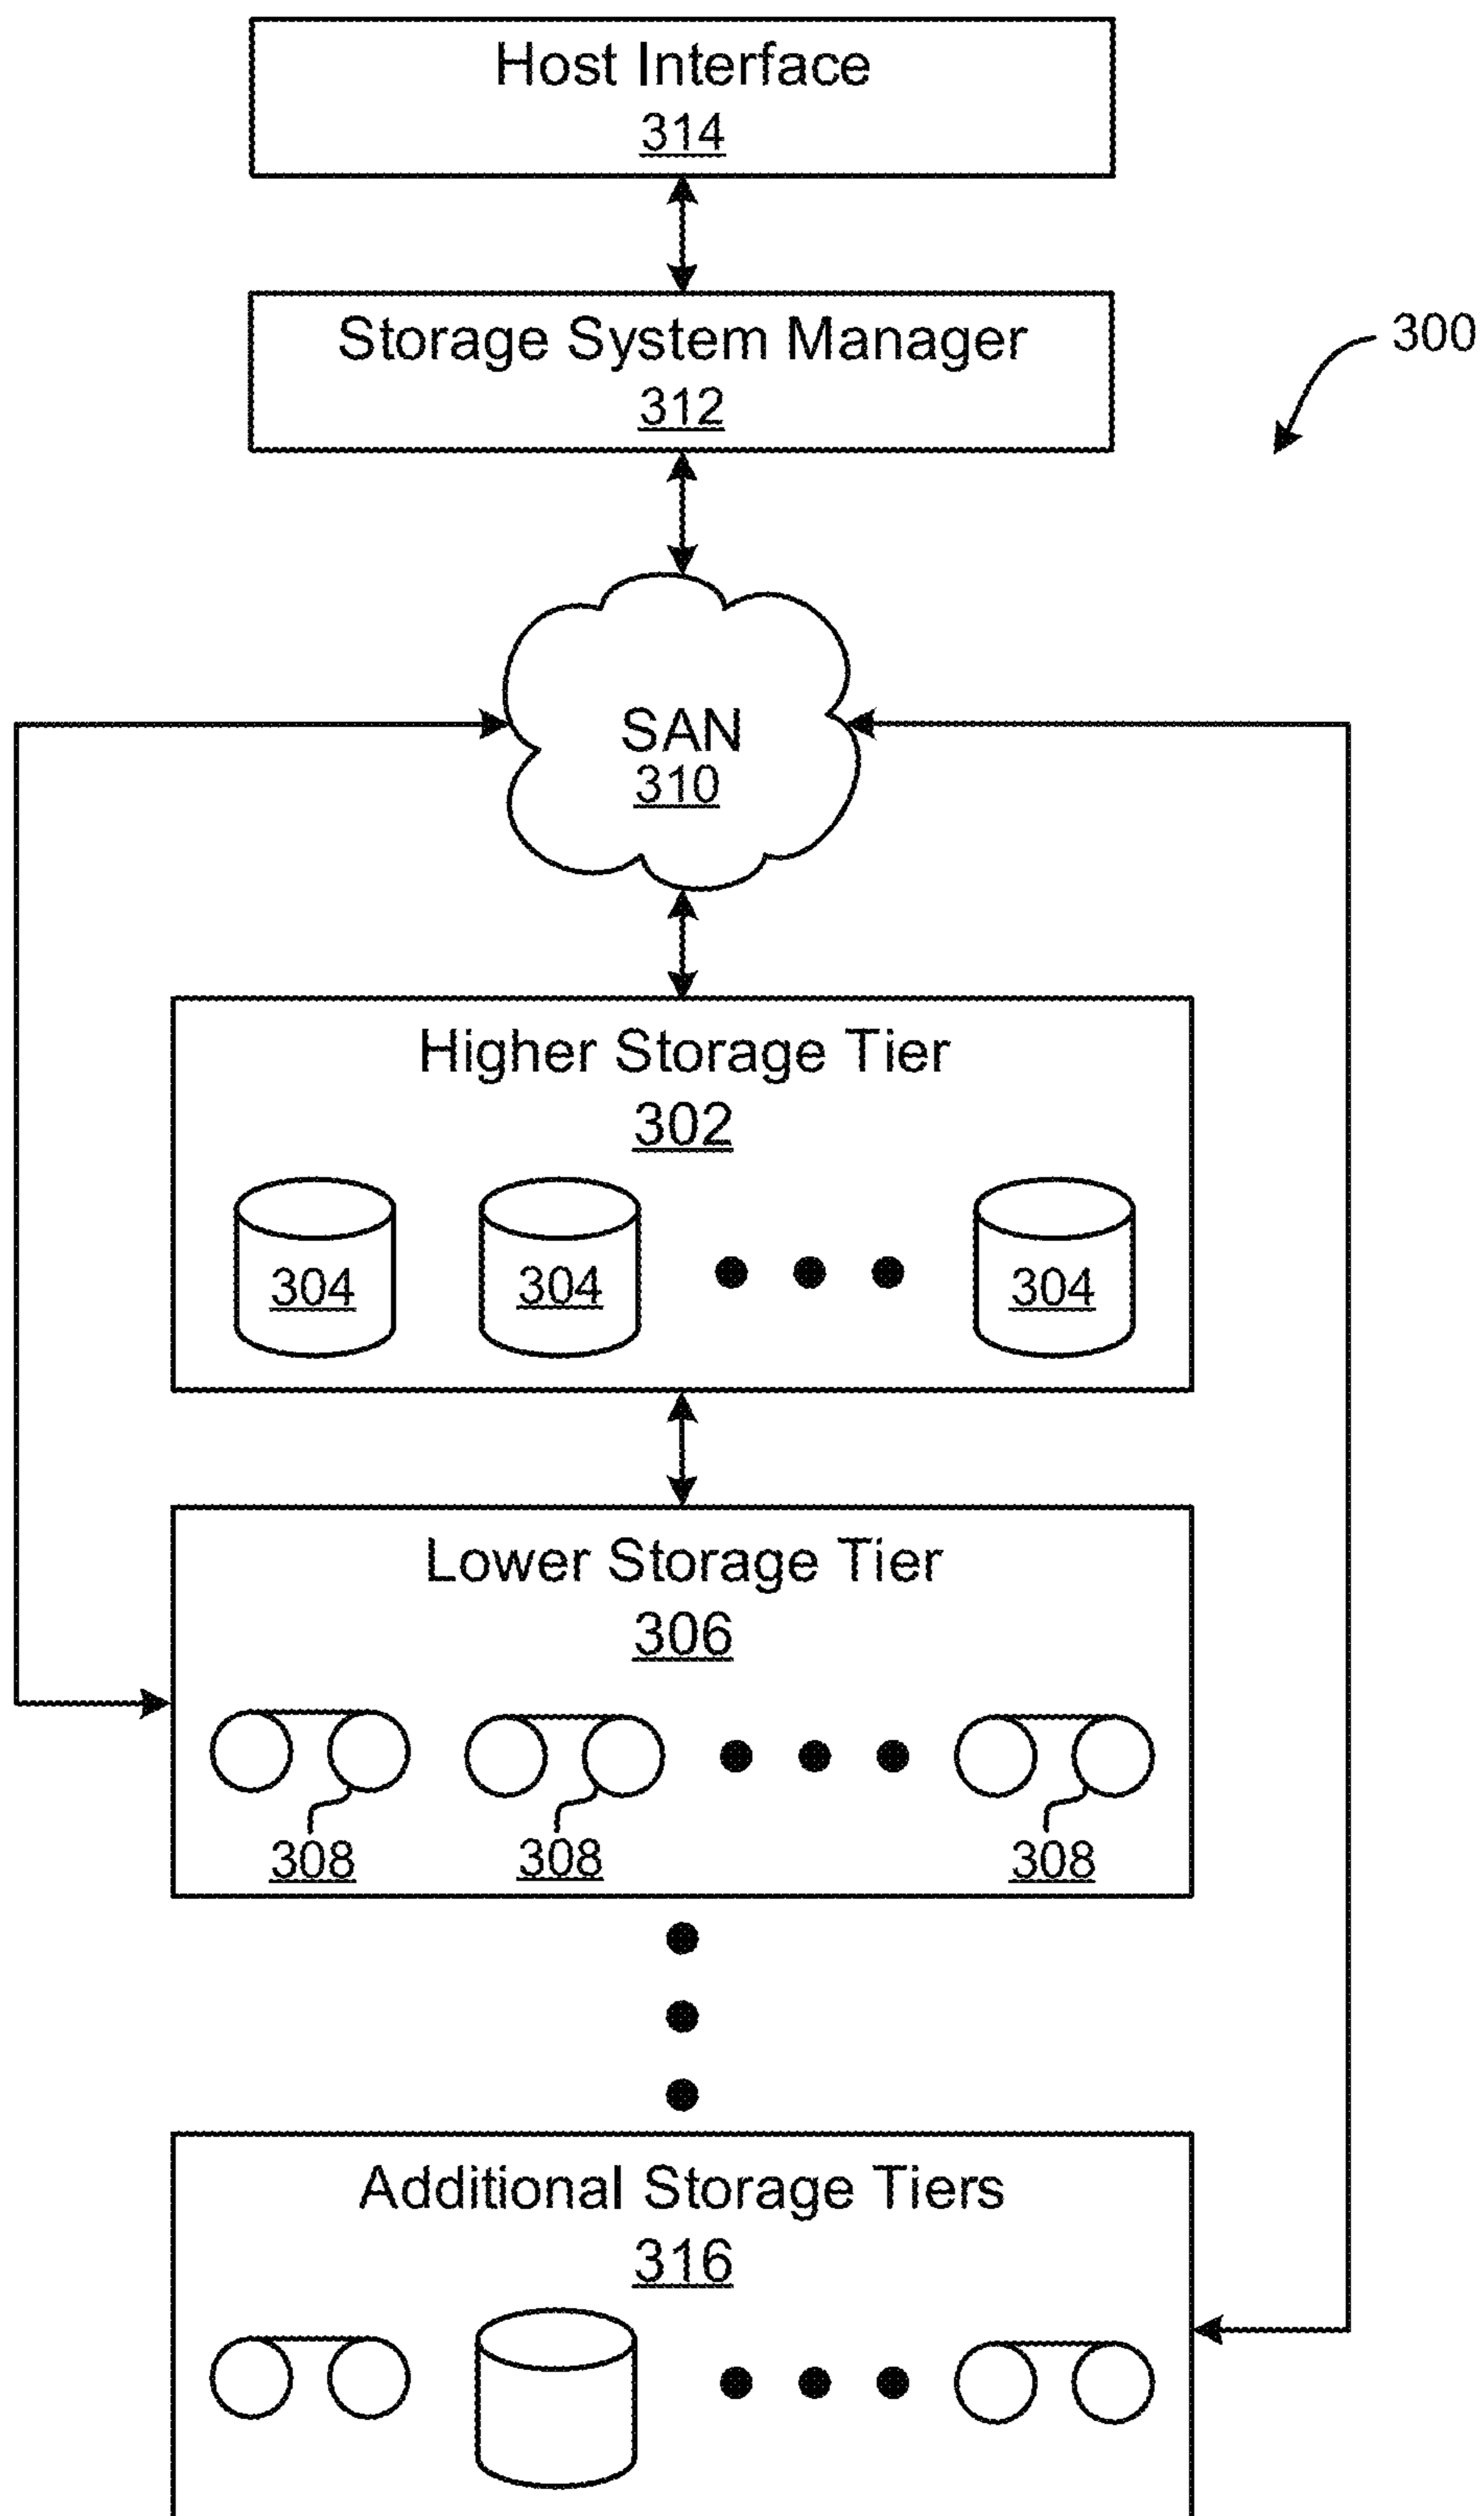 Host Interface
314
Storage System Manager
312
300
SAN
310
Higher Storage Tier
302
304 304 304
Lower Storage Tier
306
308 308 308
Additional Storage Tiers
316